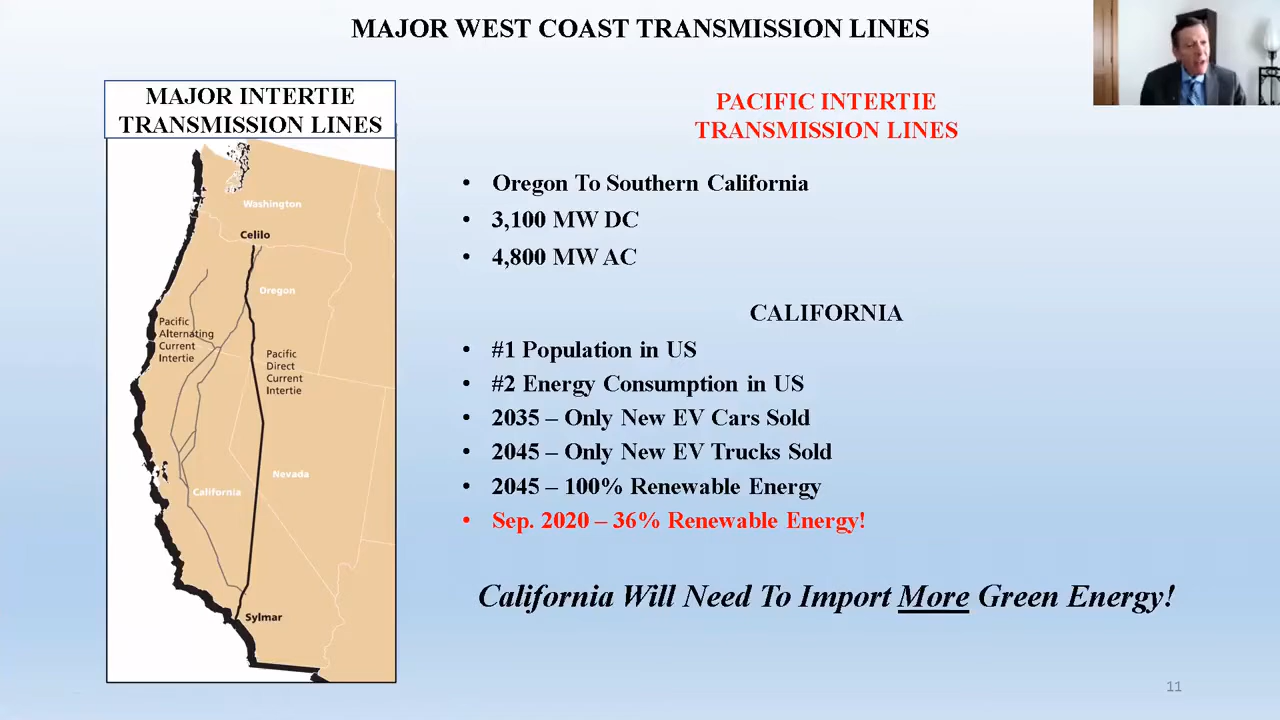 MAJOR WEST COAST TRANSMISSION LINES
MAJOR INTERTIE
TRANSMISSION LINES
Washington
Celilo
Oregon
Pacific
Alternating
Current
Intertie
Pacific
Direct
Current
Intertie
Nevada
California
Sylmar
PACIFIC INTERTIE
TRANSMISSION LINES
• Oregon To Southern California
• 3,100 MW DC
• 4,800 MW AC
CALIFORNIA
• #1 Population in US
• #2 Energy Consumption in US
• 2035 – Only New EV Cars Sold
• 2045 – Only New EV Trucks Sold
• 2045 – 100% Renewable Energy
• Sep. 2020 – 36% Renewable Energy!
California Will Need To Import More Green Energy!
11